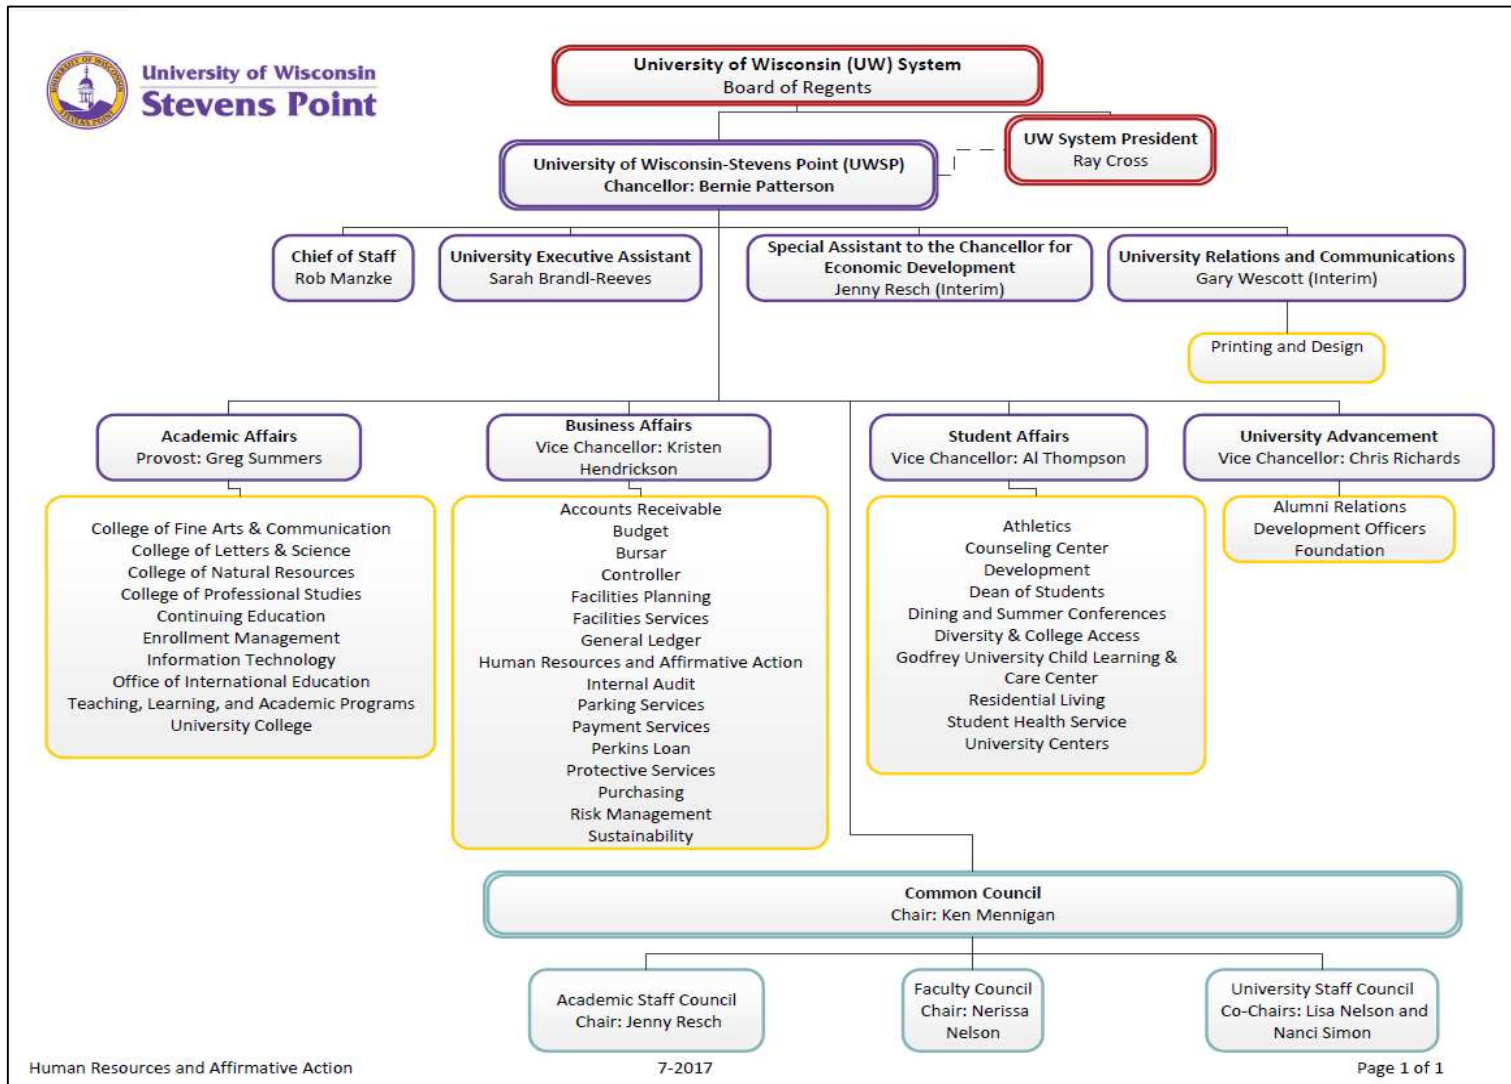 University of Wisconsin
Stevens Point
University of Wisconsin (UW) System
Board of Regents
UW System President
Ray Cross
University of Wisconsin-Stevens Point (UWSP)
Chancellor: Bernie Patterson
Chief of Staff
Rob Manzke
University Executive Assistant
Sarah Brandl-Reeves
Special Assistant to the Chancellor for
Economic Development
Jenny Resch (Interim)
University Relations and Communications
Gary Wescott (Interim)
Printing and Design
Academic Affairs
Provost: Greg Summers
Business Affairs
Vice Chancellor: Kristen
Hendrickson
Student Affairs
Vice Chancellor: Al Thompson
University Advancement
Vice Chancellor: Chris Richards
College of Fine Arts & Communication
College of Letters & Science
College of Natural Resources
College of Professional Studies
Continuing Education
Enrollment Management
Information Technology
Office of International Education
Teaching, Learning, and Academic Programs
University College
Accounts Receivable
Budget
Bursar
Controller
Facilities Planning
Facilities Services
General Ledger
Human Resources and Affirmative Action
Internal Audit
Parking Services
Payment Services
Perkins Loan
Protective Services
Purchasing
Risk Management
Sustainability
Athletics
Counseling Center
Development
Dean of Students
Dining and Summer Conferences
Diversity & College Access
Godfrey University Child Learning &
Care Center
Residential Living
Student Health Service
University Centers
Alumni Relations
Development Officers
Foundation
Common Council
Chair: Ken Mennigan
Academic Staff Council
Chair: Jenny Resch
Faculty Council
Chair: Nerissa
Nelson
University Staff Council
Co-Chairs: Lisa Nelson and
Nanci Simon
Human Resources and Affirmative Action
7-2017
Page 1 of 1